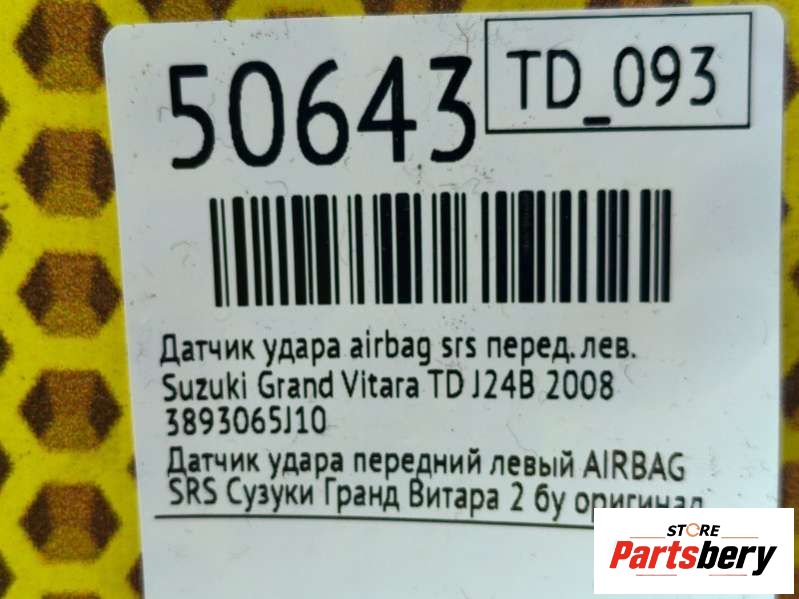 50643
TD_093
Датчик удара airbag srs перед. лев.
Suzuki Grand Vitara TD J24B 2008
3893065J10
Датчик удара передний левый AIRBAG
SRS Сузуки Гранд Витара 2 бу оригинал
STORE
Partsbery